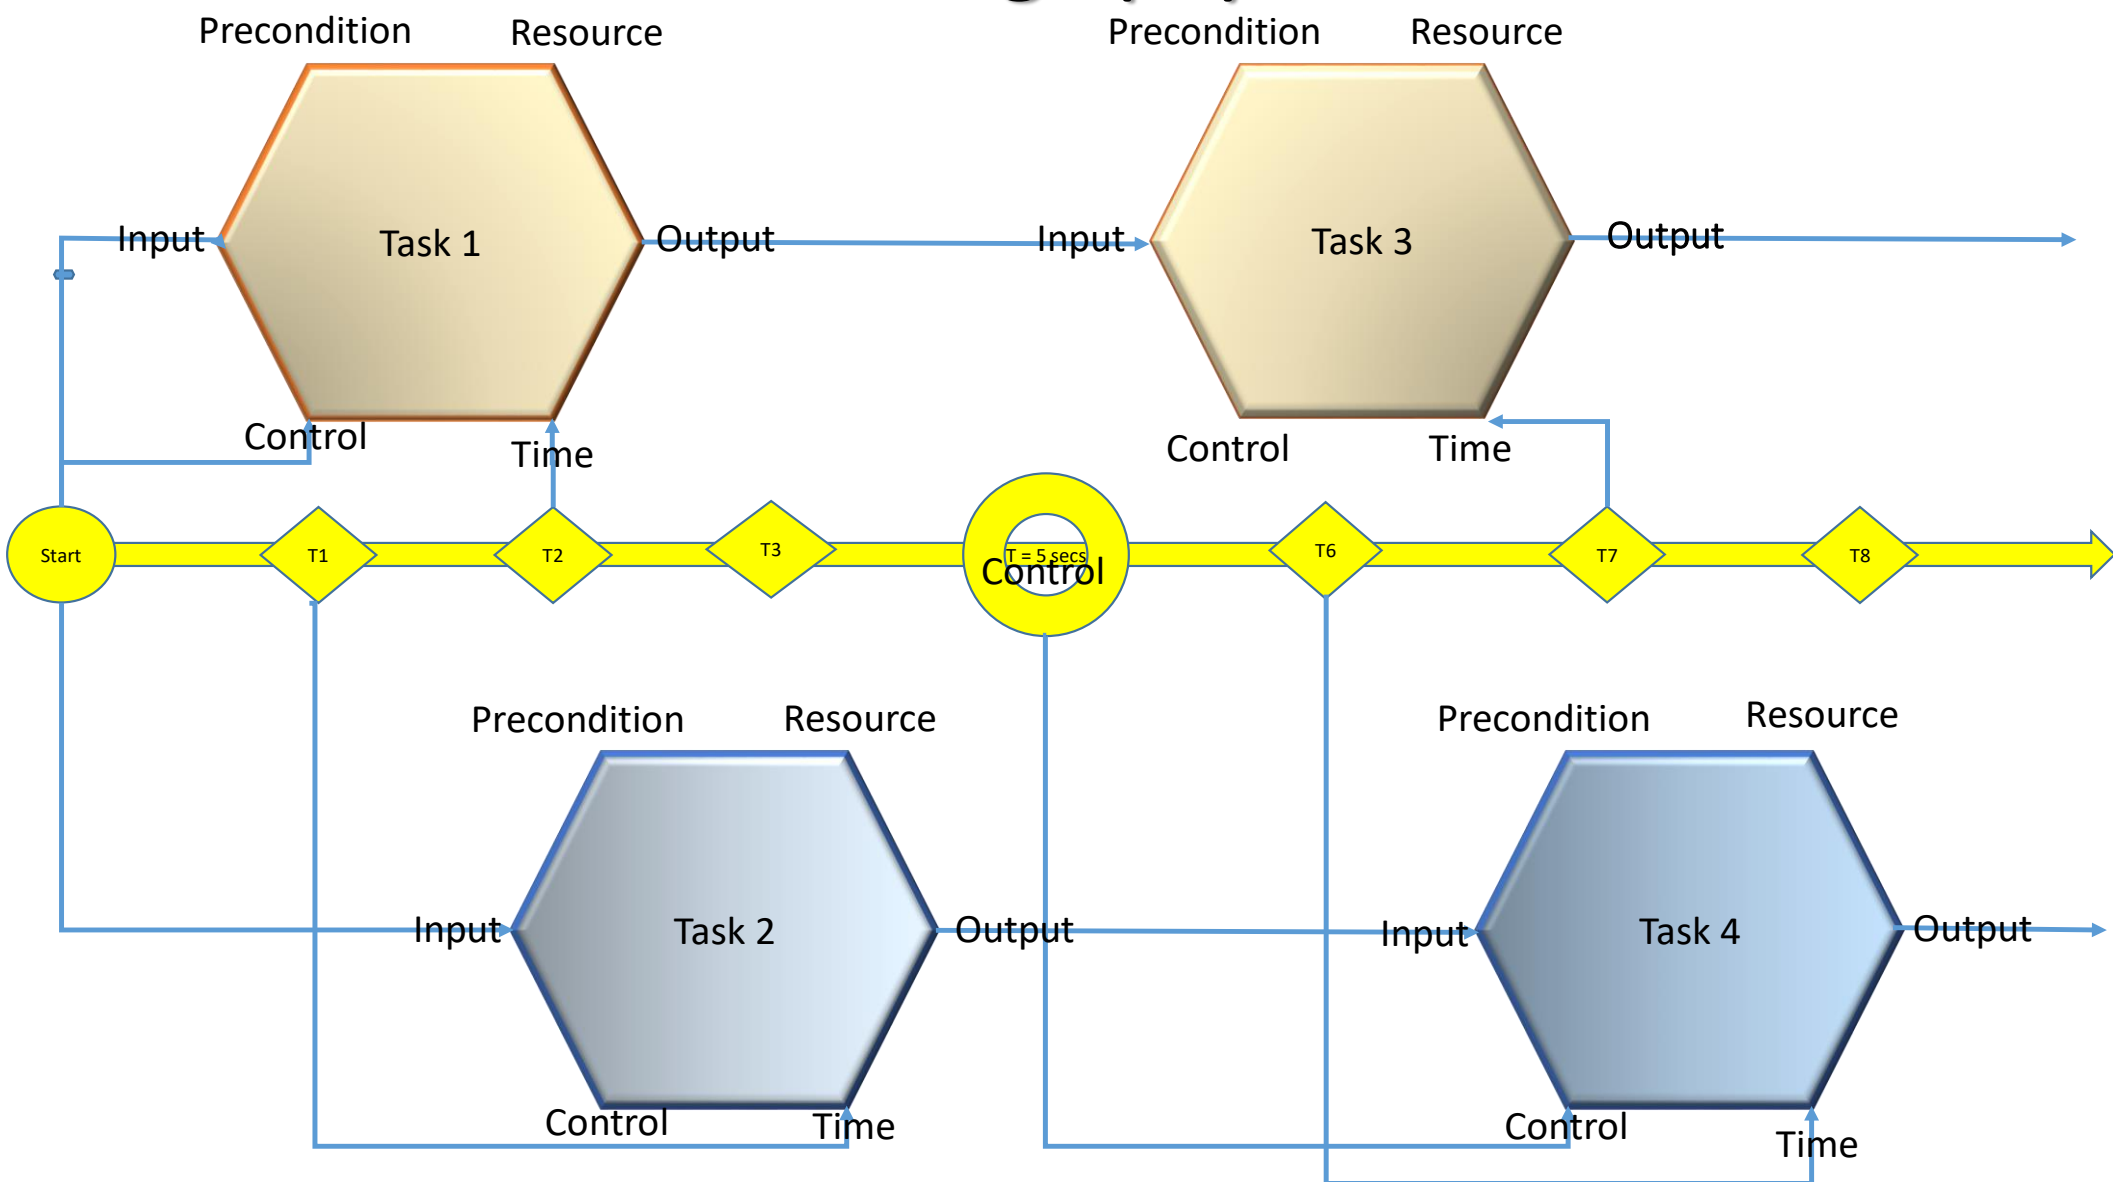 Precondition
Resource
Precondition
Resource
Input
Task 1
Output
Input
Task 3
Output
Control
Time
Control
Time
Start
T1
T2
T3
T = 5 secs
Control
T6
T7
T8
Precondition
Resource
Precondition
Resource
Input
Task 2
Output
Input
Task 4
Output
Control
Time
Control
Time